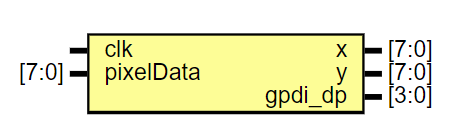 clk x [7:0]
[7:0] pixelData y [7:0]
gpdi_dp [3:0]